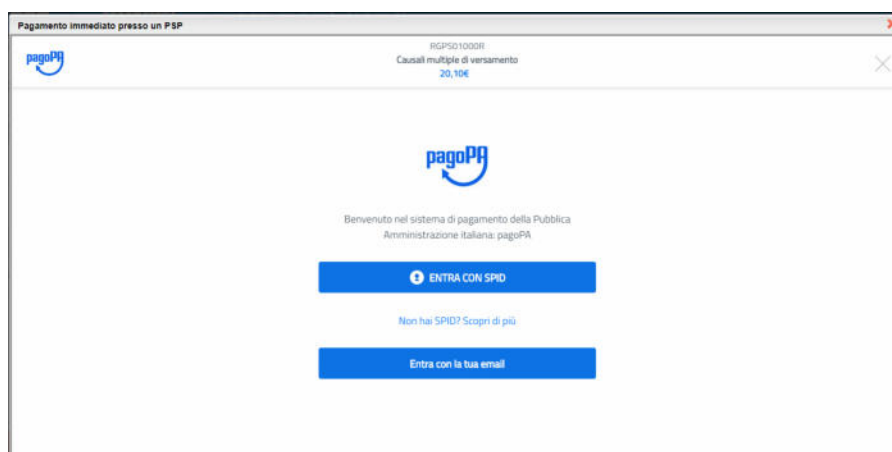 Pagamento immediato presso un PSP
pagoPA
RGPS01000R
Causali multiple di versamento
20,10€
pagoPA
Benvenuto nel sistema di pagamento della Pubblica
Amministrazione italiana: pagoPA
ENTRA CON SPID
Non hai SPID? Scopri di più
Entra con la tua email